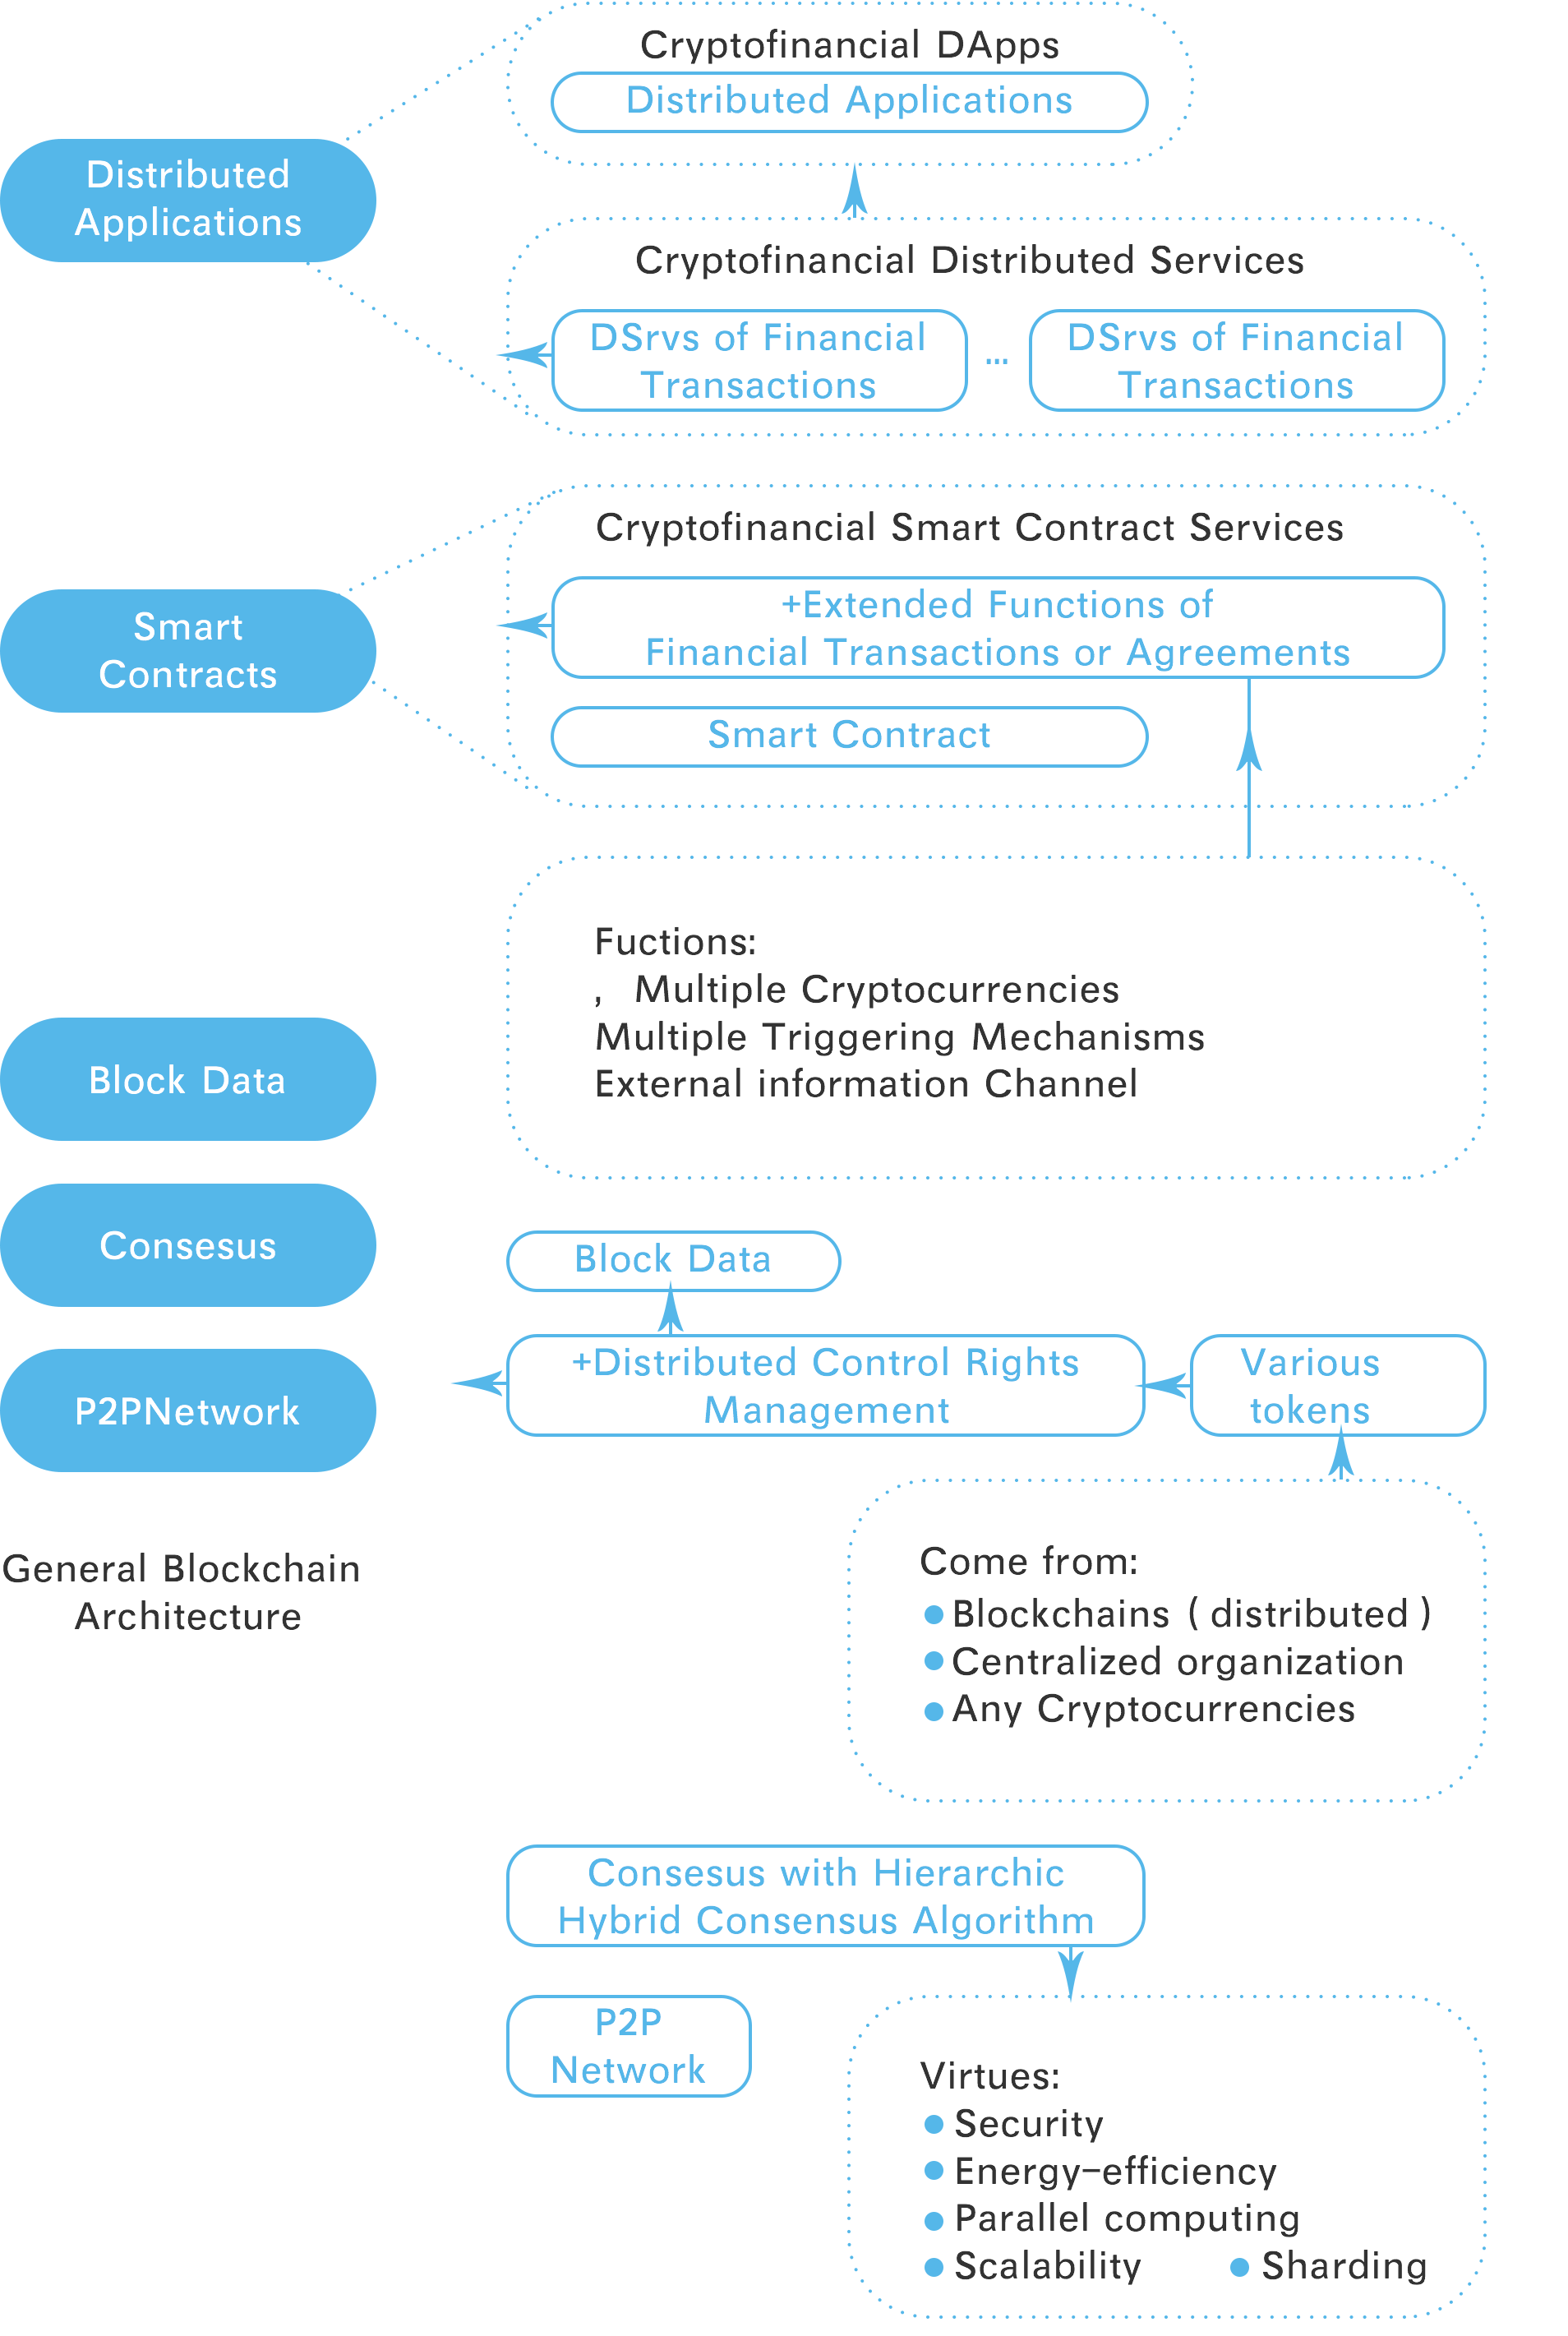 Cryptofinancial DApps
Distributed Applications
Distributed
Applications
Cryptofinancial Distributed Services
DSrvs of Financial
Transactions
...
DSrvs of Financial
Transactions
Cryptofinancial Smart Contract Services
+Extended Functions of
Financial Transactions or Agreements
Smart
Contracts
Smart Contract
Fuctions:
, Multiple Cryptocurrencies
Multiple Triggering Mechanisms
External information Channel
Block Data
Consesus
Block Data
P2PNetwork
+Distributed Control Rights
Management
Various
tokens
General Blockchain
Architecture
Come from:
Blockchains ( distributed )
Centralized organization
Any Cryptocurrencies
Consesus with Hierarchic
Hybrid Consensus Algorithm
P2P
Network
Virtues:
Security
Energy-efficiency
Parallel computing
Scalability
Sharding